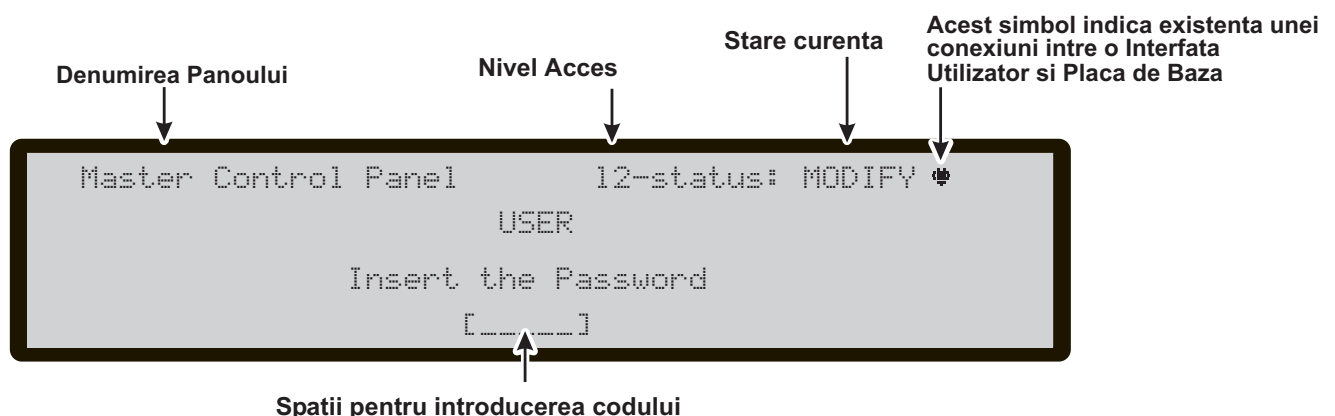 Acest simbol indica existenta unei
conexiuni intre o Interfata
Utilizator si Placa de Baza
Stare curenta
Nivel Acces
Denumirea Panoului
Master Control Panel l2-status: MODIFY
USER
Insert the Password
[_____]
Spatii pentru introducerea codului